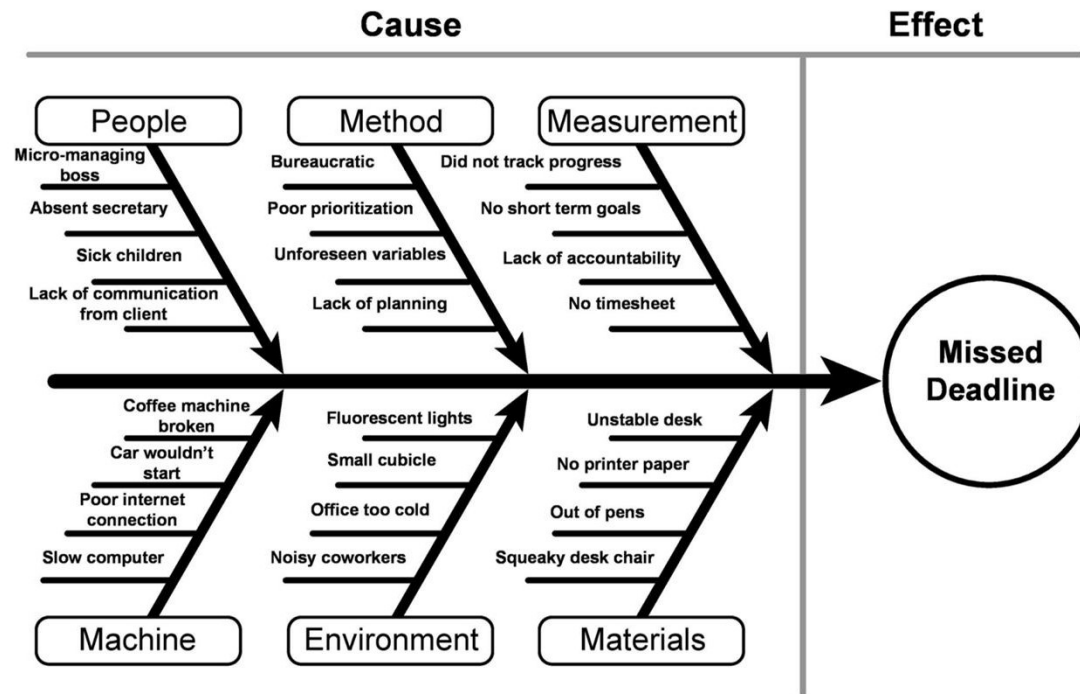 Cause
Effect
People
Method
Measurement
Micro-managing
boss
Absent secretary
Sick children
Lack of communication
from client
Bureaucratic
Poor prioritization
Unforeseen variables
Lack of planning
Did not track progress
No short term goals
Lack of accountability
No timesheet
Missed
Deadline
Coffee machine
broken
Car wouldn't
start
Poor internet
connection
Slow computer
Fluorescent lights
Small cubicle
Office too cold
Noisy coworkers
Unstable desk
No printer paper
Out of pens
Squeaky desk chair
Machine
Environment
Materials